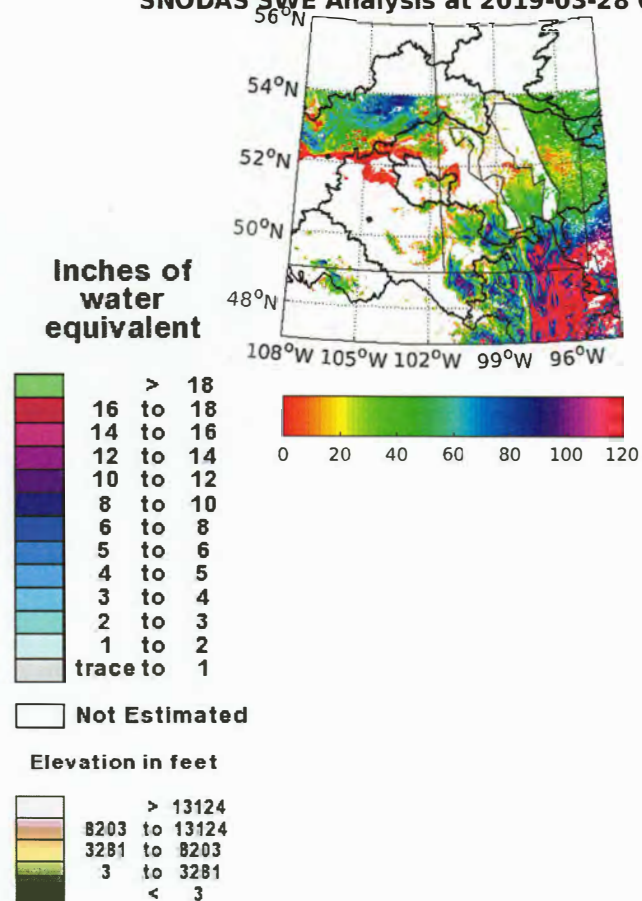 SNODAS SWE Analysis at 2019-03-28
56°N
54°N
52°N
50°N
48°N
108°W 105°W 102°W 99°W 96°W
0 20 40 60 80 100 120
Inches of
water
equivalent
> 18
16 to 18
14 to 16
12 to 14
10 to 12
8 to 10
6 to 8
5 to 6
4 to 5
3 to 4
2 to 3
1 to 2
trace to 1
Not Estimated
Elevation in feet
> 13124
8203 to 13124
3281 to 8203
3 to 3281
< 3